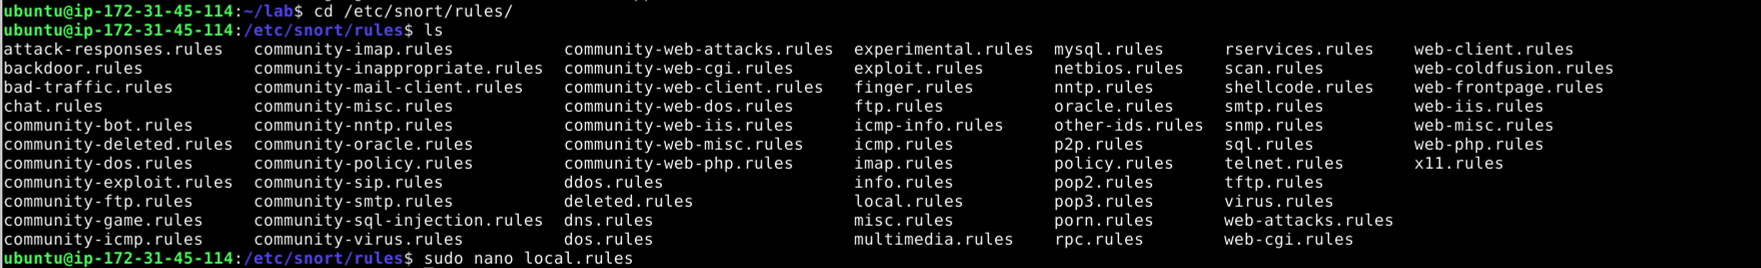 ubuntu@ip-172-31-45-114:~/lab$ cd /etc/snort/rules/
ubuntu@ip-172-31-45-114:/etc/snort/rules$ ls
attack-responses.rules community-imap.rules community-web-attacks.rules experimental.rules mysql.rules rservices.rules web-client.rules
backdoor.rules community-inappropriate.rules community-web-cgi.rules exploit.rules netbios.rules scan.rules web-coldfusion.rules
bad-traffic.rules community-mail-client.rules community-web-client.rules finger.rules nntp.rules shellcode.rules web-frontpage.rules
chat.rules community-misc.rules community-web-dos.rules ftp.rules oracle.rules smtp.rules web-iis.rules
community-bot.rules community-nntp.rules community-web-iis.rules icmp-info.rules other-ids.rules snmp.rules web-misc.rules
community-deleted.rules community-oracle.rules community-web-misc.rules icmp.rules p2p.rules sql.rules web-php.rules
community-dos.rules community-policy.rules community-web-php.rules imap.rules policy.rules telnet.rules x11.rules
community-exploit.rules community-sip.rules ddos.rules info.rules pop2.rules tftp.rules
community-ftp.rules community-smtp.rules deleted.rules local.rules pop3.rules virus.rules
community-game.rules community-sql-injection.rules dns.rules misc.rules porn.rules web-attacks.rules
community-icmp.rules community-virus.rules dos.rules multimedia.rules rpc.rules web-cgi.rules
ubuntu@ip-172-31-45-114:/etc/snort/rules$ sudo nano local.rules